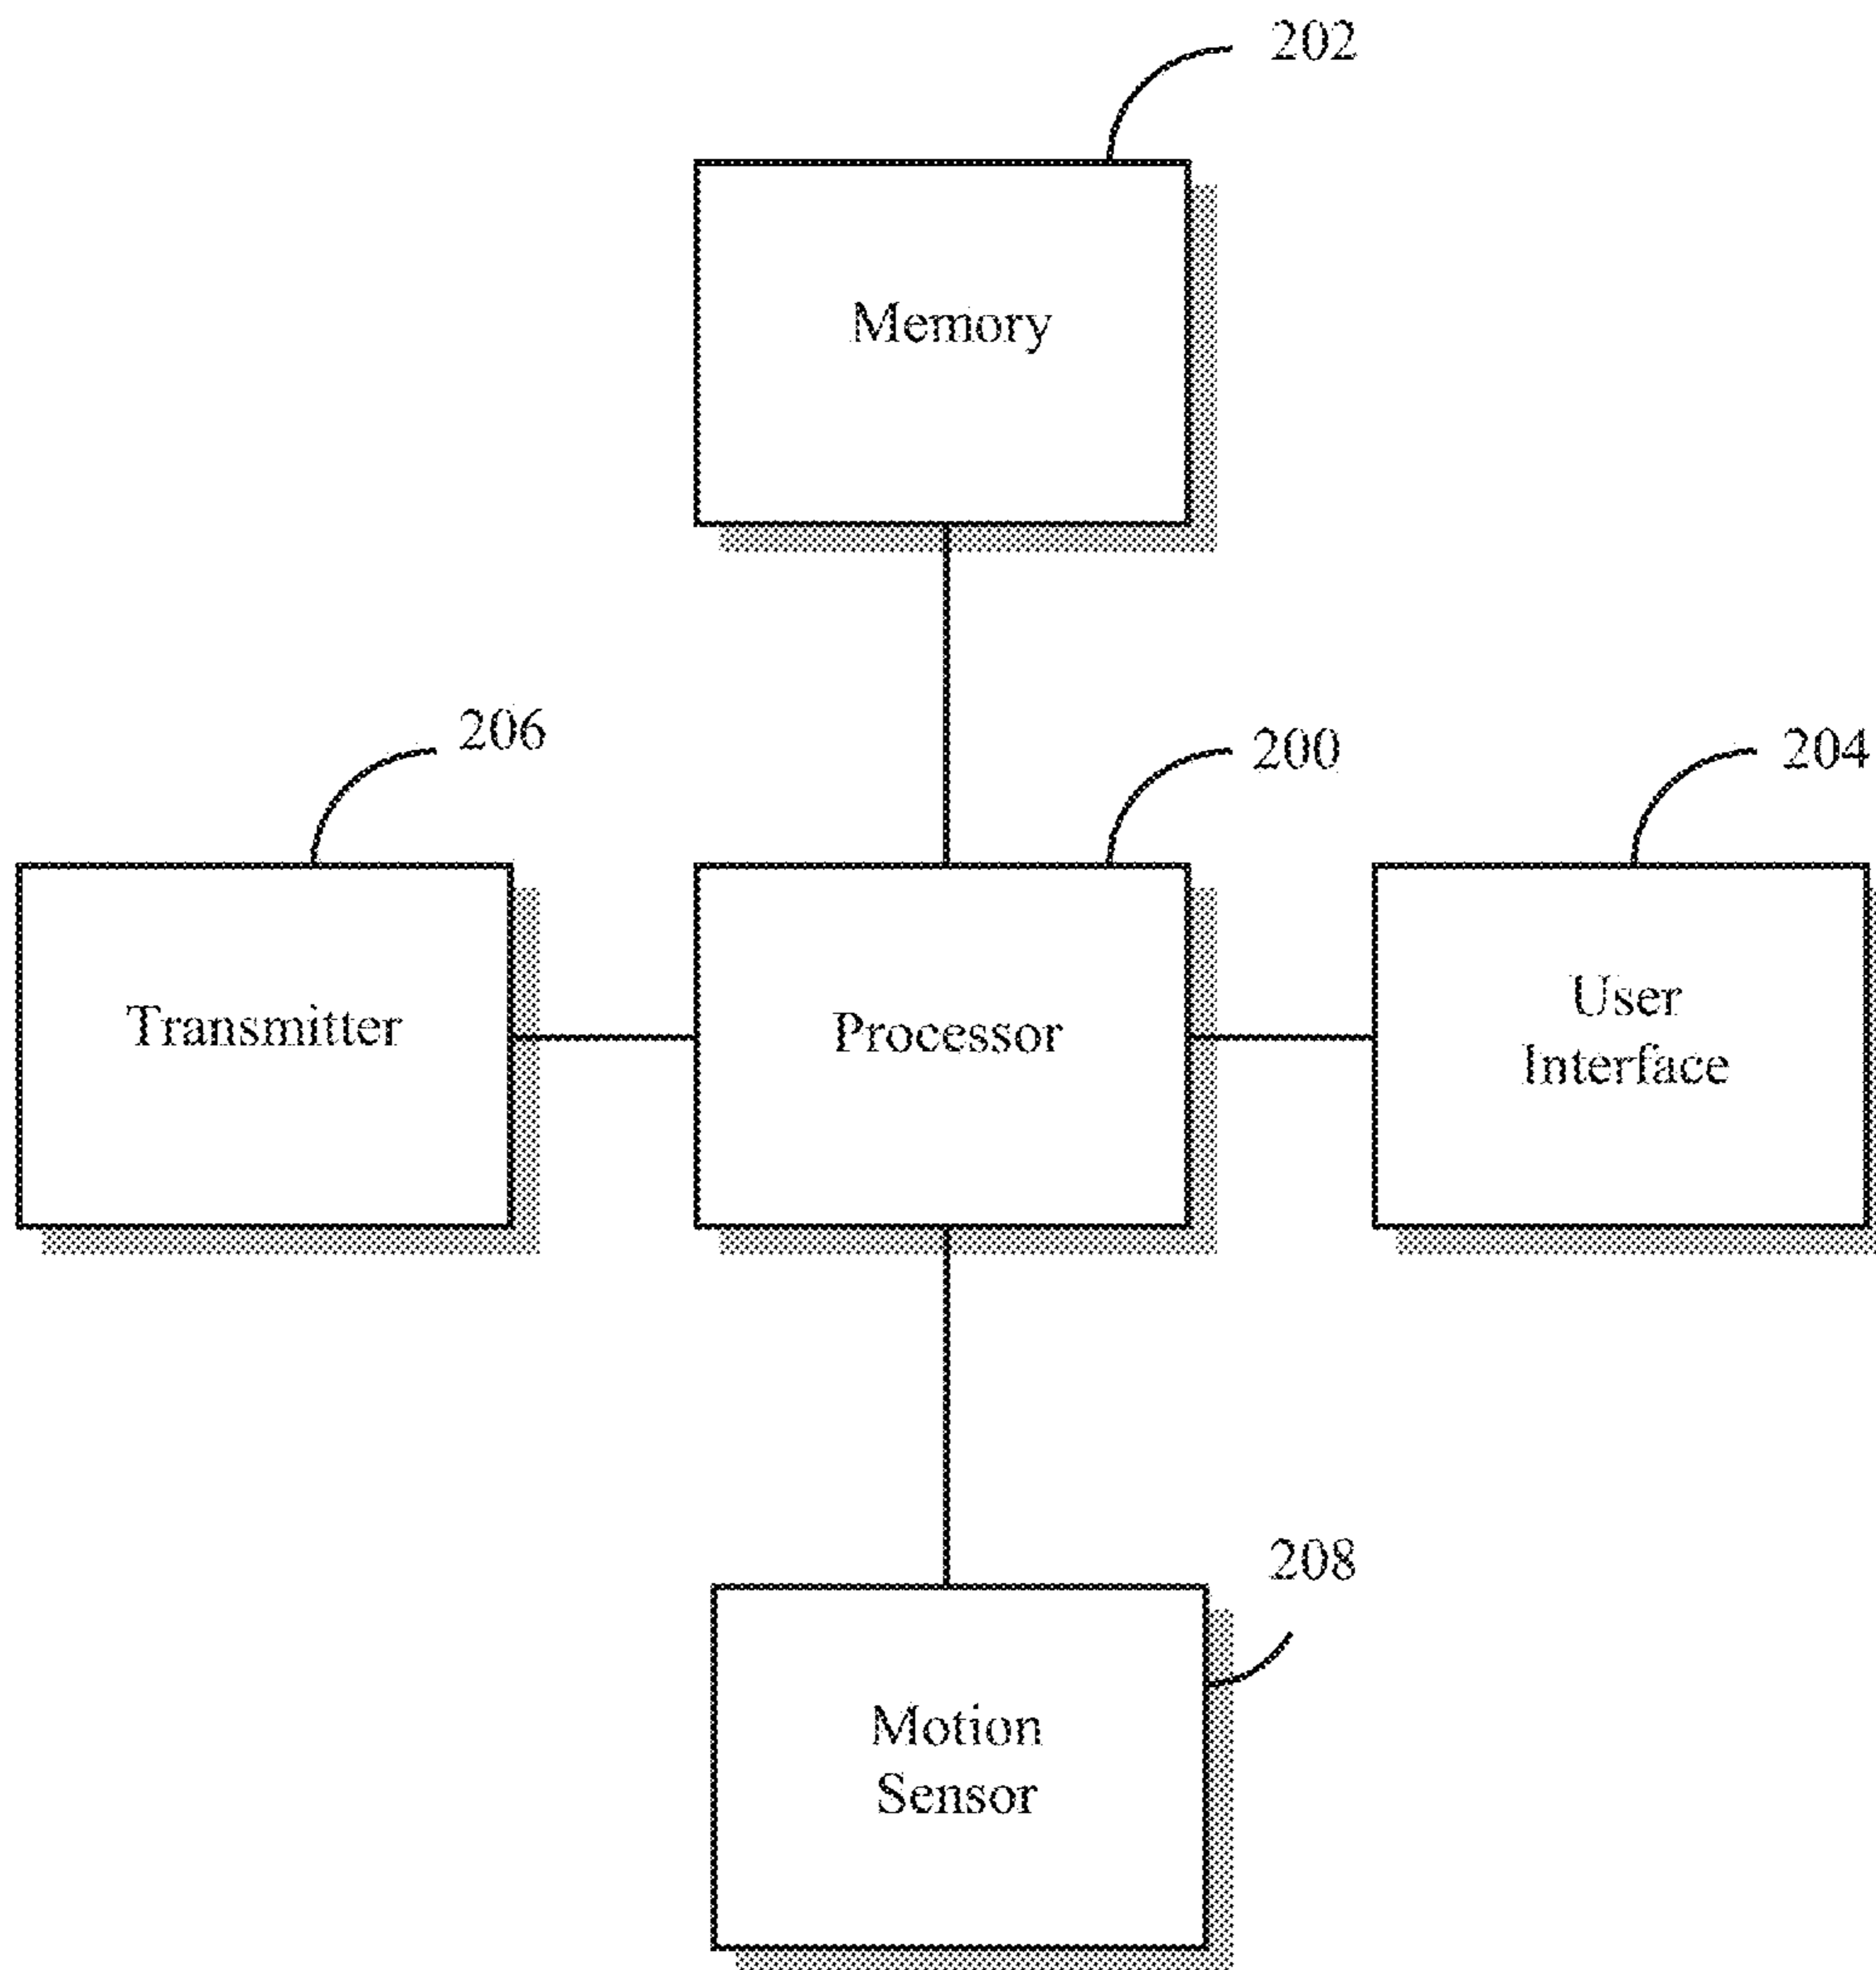 202
Memory
206
200
204
Transmitter
Processor
User
Interface
208
Motion
Sensor